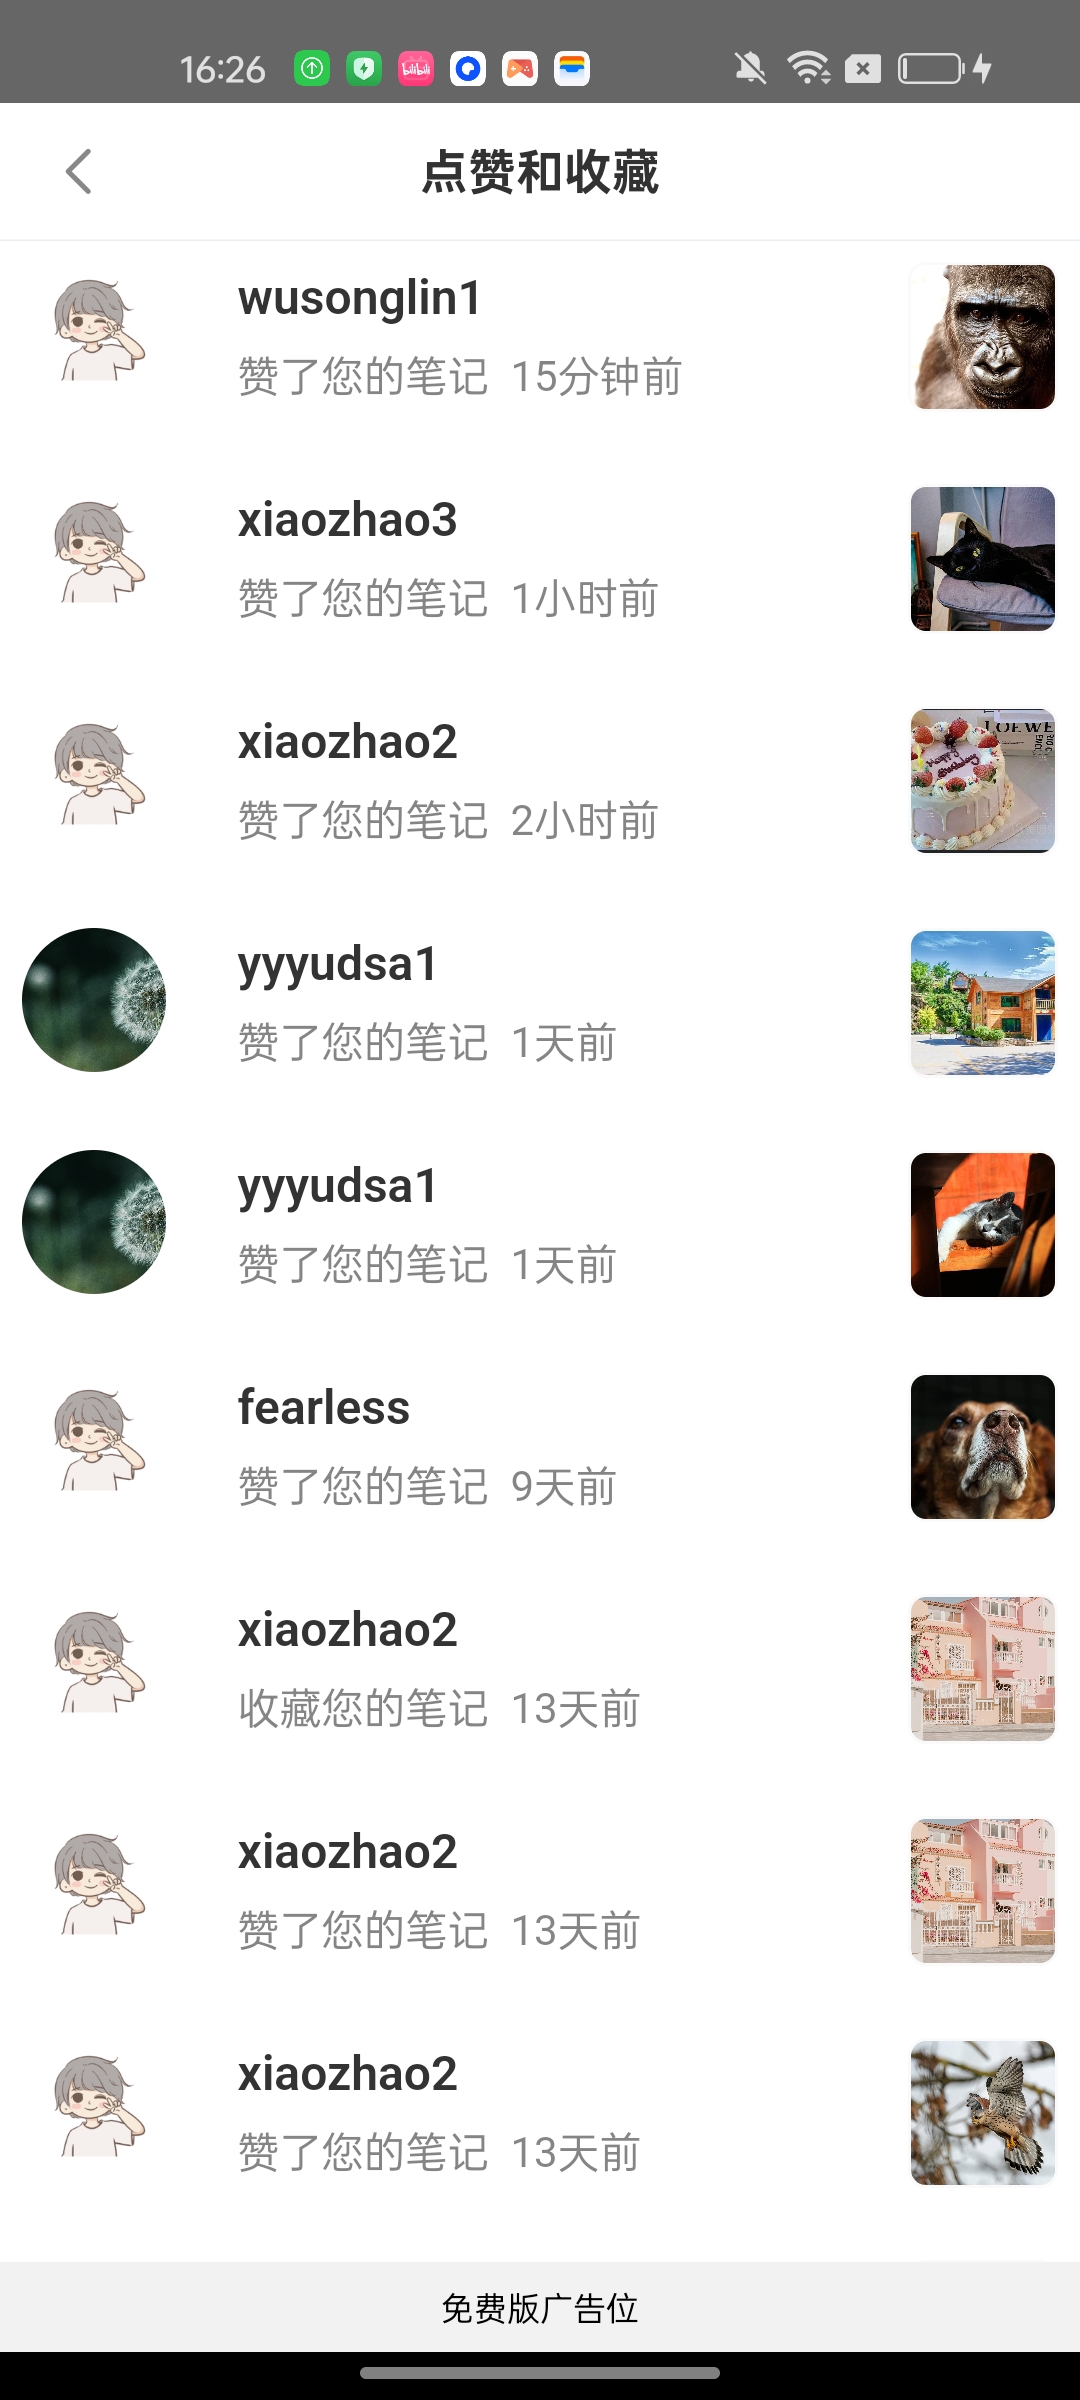 16:26
点赞和收藏
wusonglin1
赞了您的笔记 15分钟前
xiaozhao3
赞了您的笔记 1小时前
xiaozhao2
赞了您的笔记 2小时前
LOEWE
Happy
Birthday
yyyudsa1
赞了您的笔记 1天前
yyyudsa1
赞了您的笔记 1天前
fearless
赞了您的笔记 9天前
xiaozhao2
收藏您的笔记 13天前
xiaozhao2
赞了您的笔记 13天前
xiaozhao2
赞了您的笔记 13天前
免费版广告位